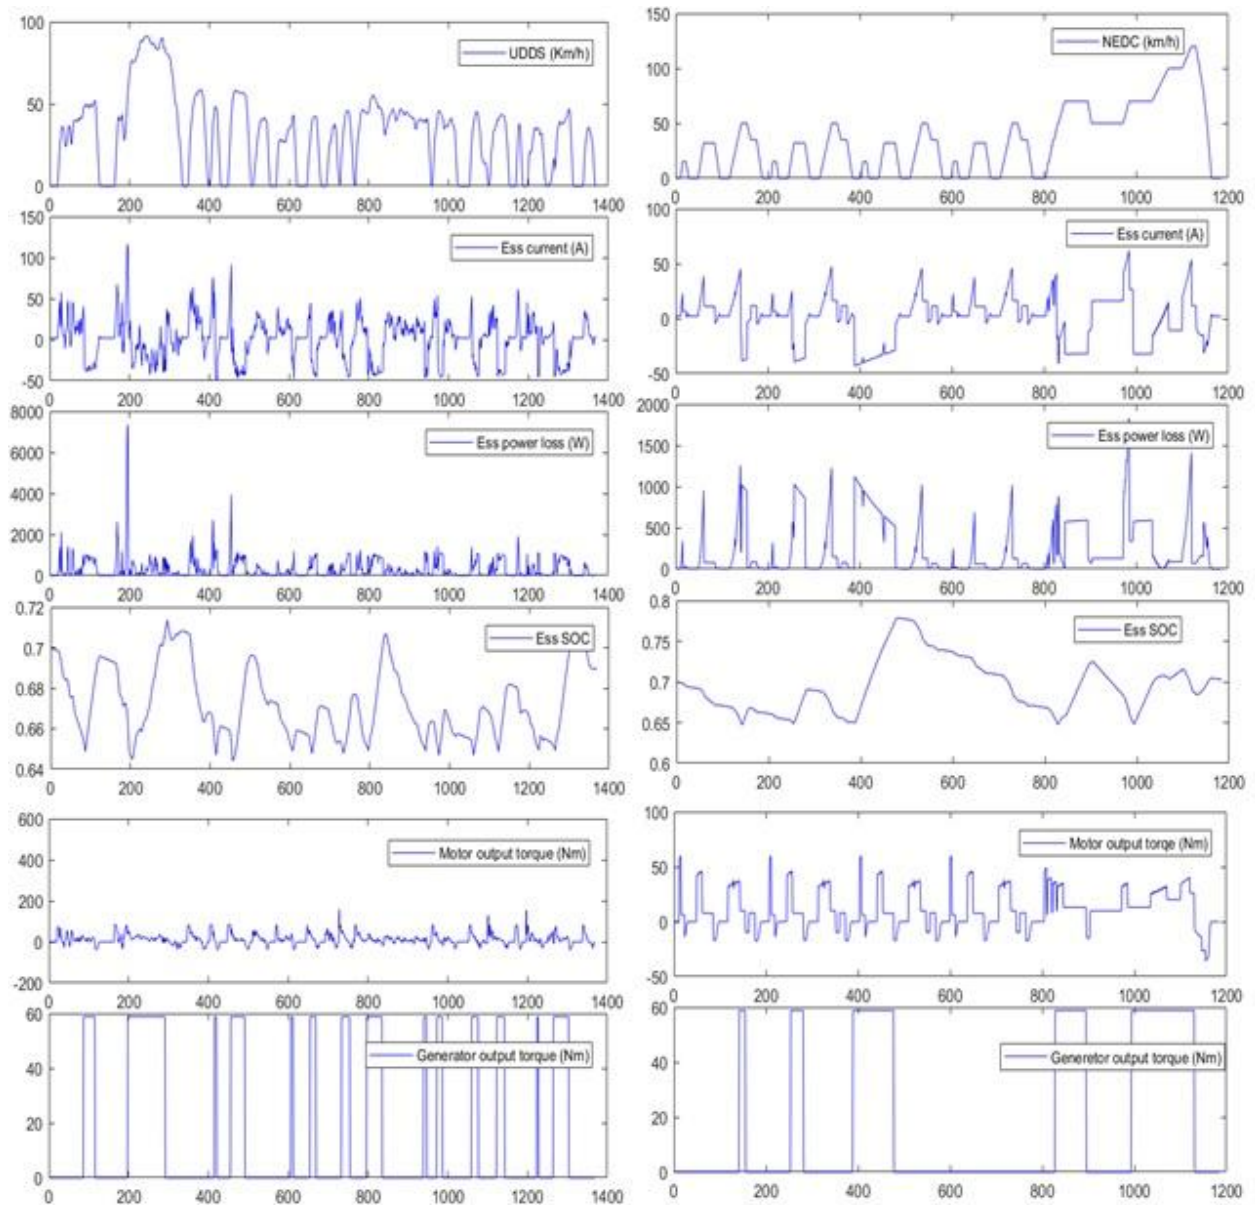 100
UDDS (Km/h)
50
0
0 200 400 600 800 1000 1200 1400
150
Ess current (A)
100
50
0
-50
0 200 400 600 800 1000 1200 1400
8000
Ess power loss (W)
6000
4000
2000
0
0 200 400 600 800 1000 1200 1400
0.72
Ess SOC
0.7
0.68
0.66
0.64
0 200 400 600 800 1000 1200 1400
600
Motor output torque (Nm)
200
0
-200
0 200 400 600 800 1000 1200 1400
60
Generator output torque (Nm)
40
20
0
0 200 400 600 800 1000 1200 1400
150
NEDC (km/h)
100
50
0
0 200 400 600 800 1000 1200
100
Ess current (A)
50
0
-50
0 200 400 600 800 1000 1200
2000
Ess power loss (W)
1500
1000
500
0
0 200 400 600 800 1000 1200
0.8
Ess SOC
0.75
0.7
0.65
0.6
0 200 400 600 800 1000 1200
100
Motor output torqe (Nm)
50
0
-50
0 200 400 600 800 1000 1200
60
Generetor output torque (Nm)
40
20
0
0 200 400 600 800 1000 1200